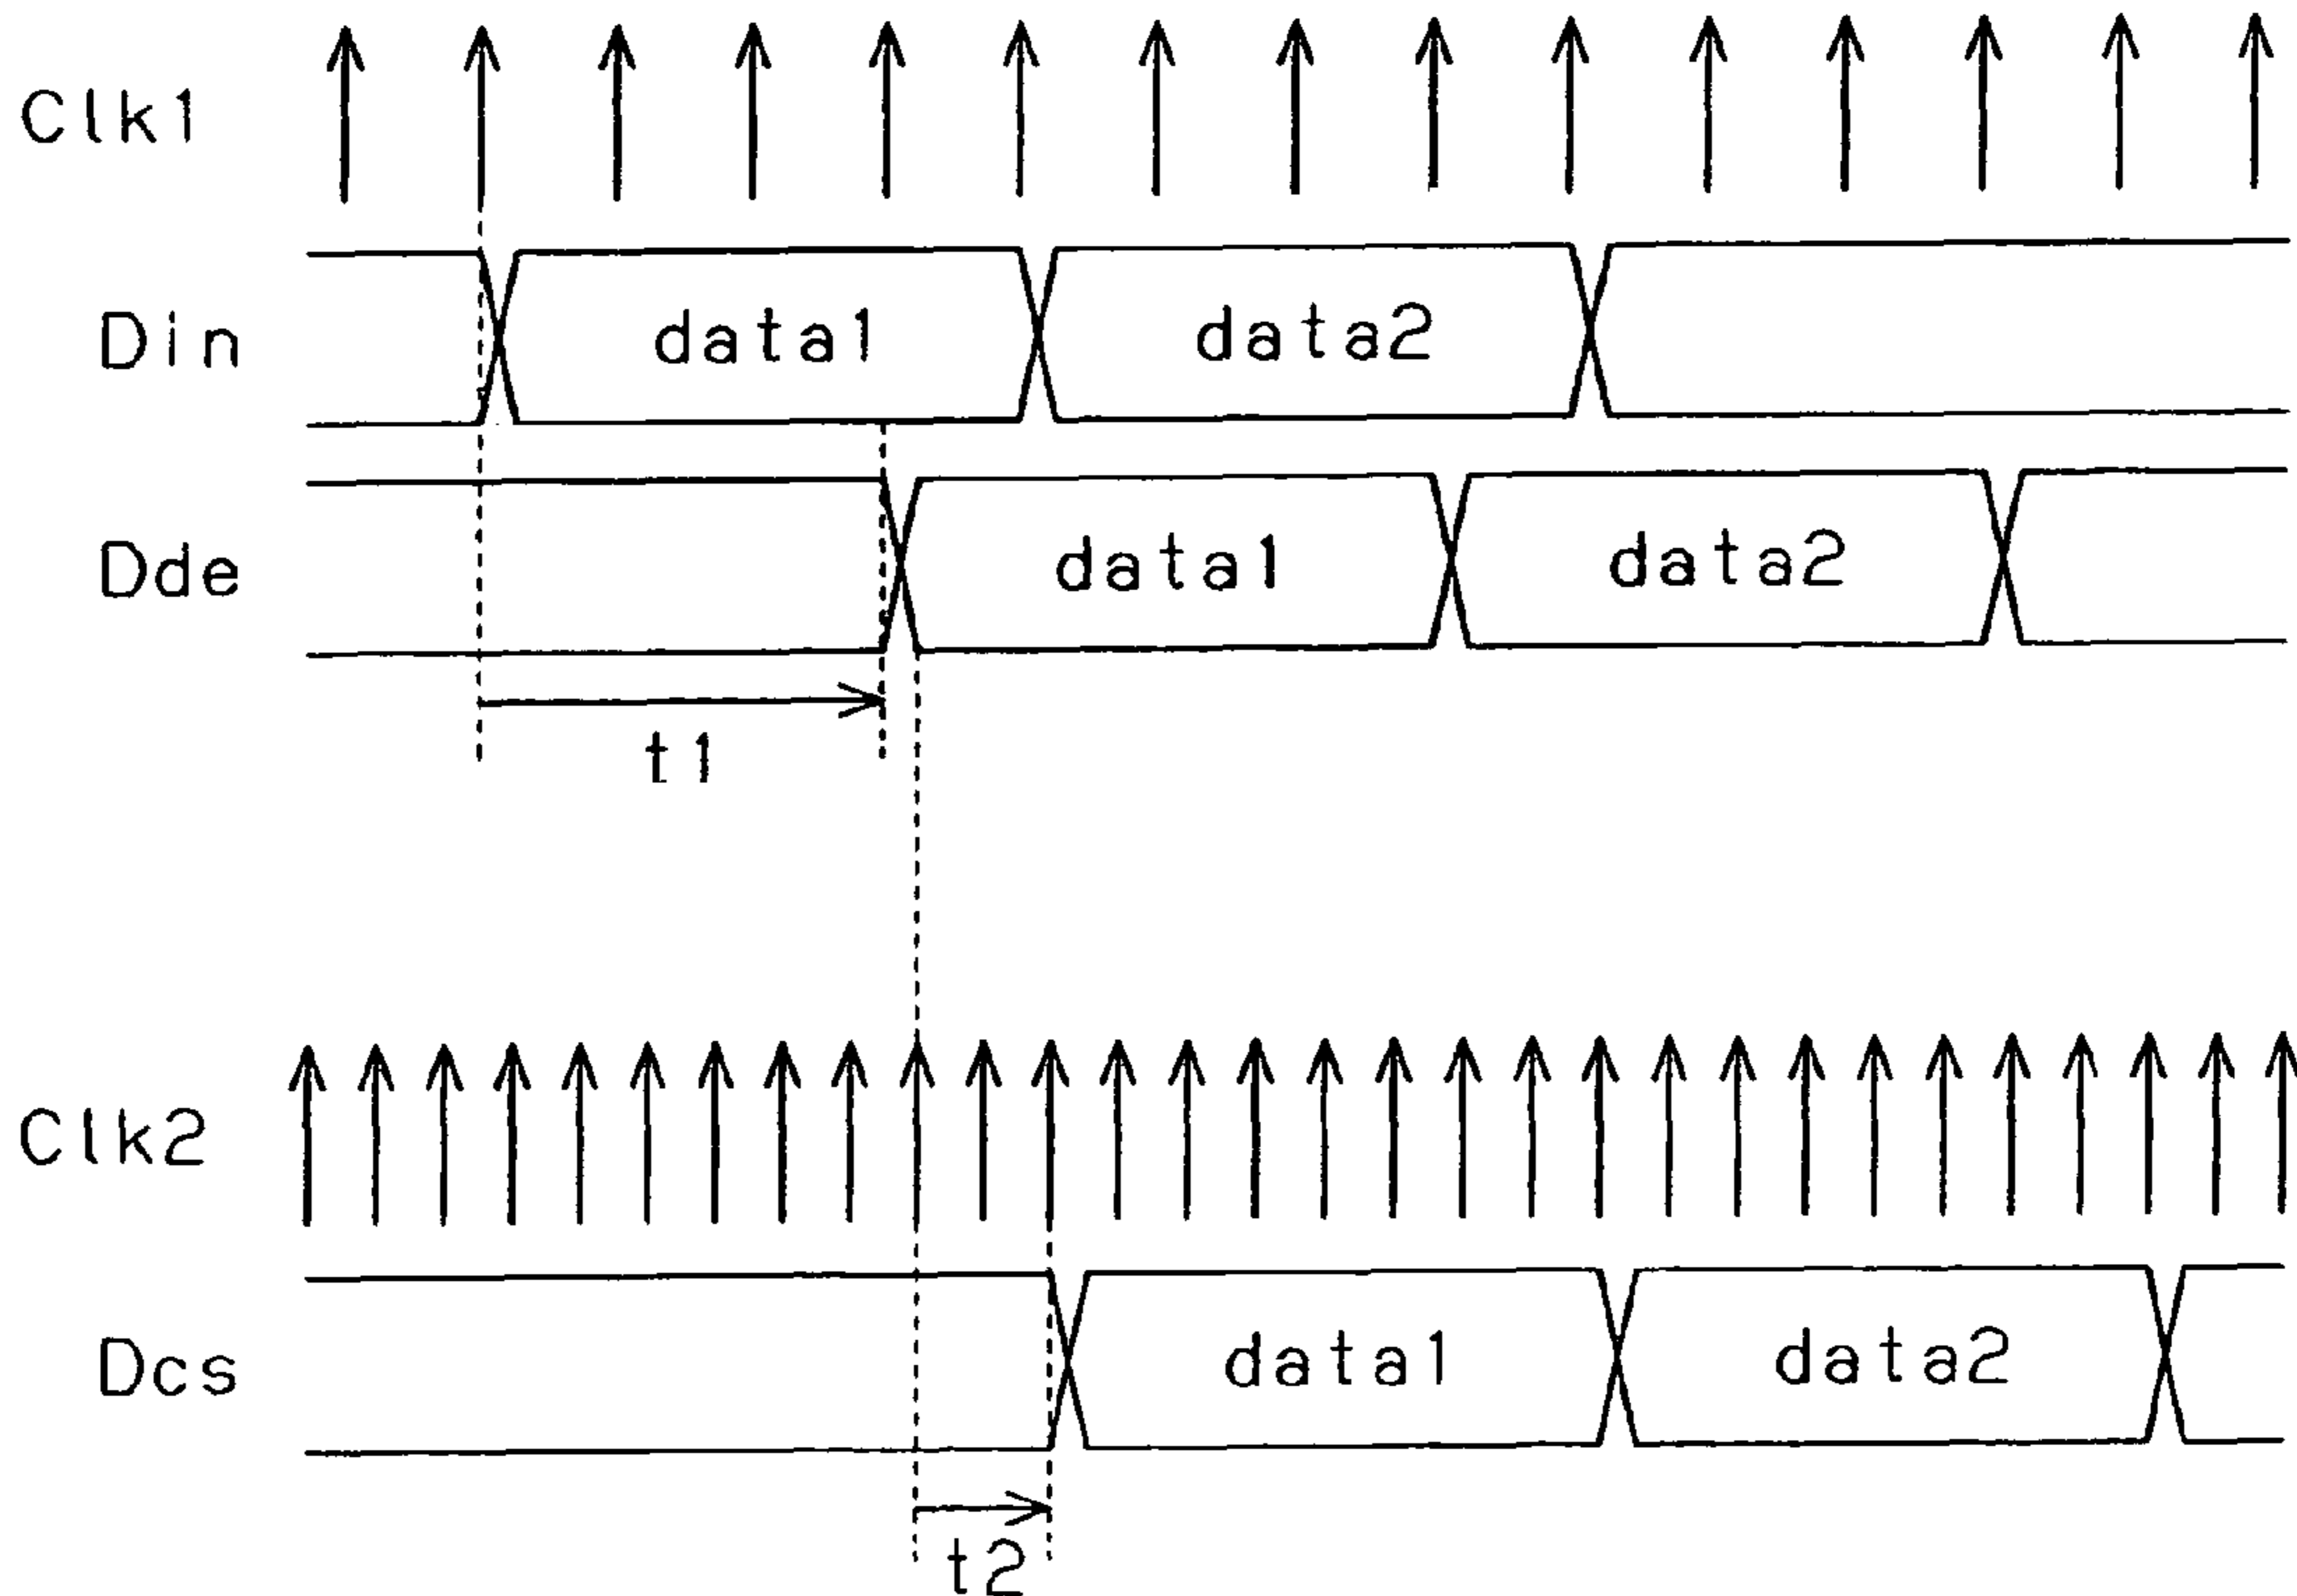 Clk1
Din data1 data2
Dde data1 data2
t1
Clk2
Dcs data1 data2
t2